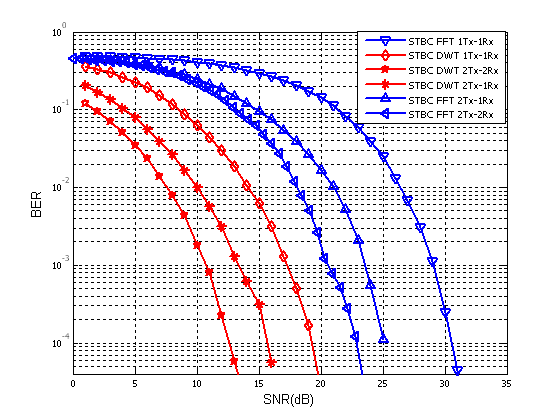 STBC FFT 1Tx-1Rx
STBC DWT 1Tx-1Rx
STBC DWT 2Tx-2Rx
STBC DWT 2Tx-1Rx
STBC FFT 2Tx-1Rx
STBC FFT 2Tx-2Rx
10^0
10^-1
10^-2
10^-3
10^-4
BER
0 5 10 15 20 25 30 35
SNR(dB)